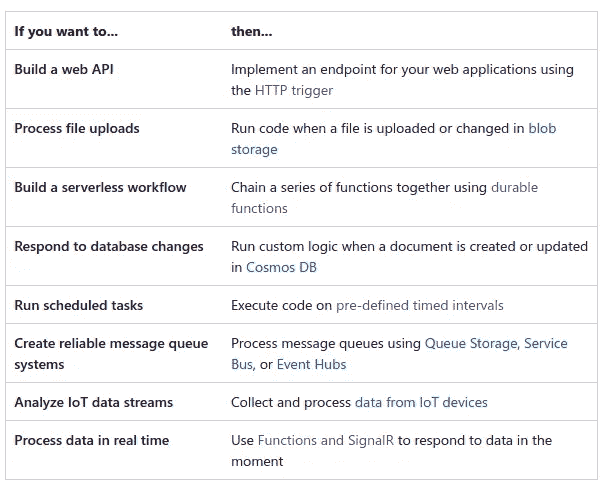 If you want to... then...
Build a web API Implement an endpoint for your web applications using
the HTTP trigger
Process file uploads Run code when a file is uploaded or changed in blob
storage
Build a serverless workflow Chain a series of functions together using durable
functions
Respond to database changes Run custom logic when a document is created or updated
in Cosmos DB
Run scheduled tasks Execute code on pre-defined timed intervals
Create reliable message queue Process message queues using Queue Storage, Service
systems Bus, or Event Hubs
Analyze IoT data streams Collect and process data from IoT devices
Process data in real time Use Functions and SignalR to respond to data in the
moment